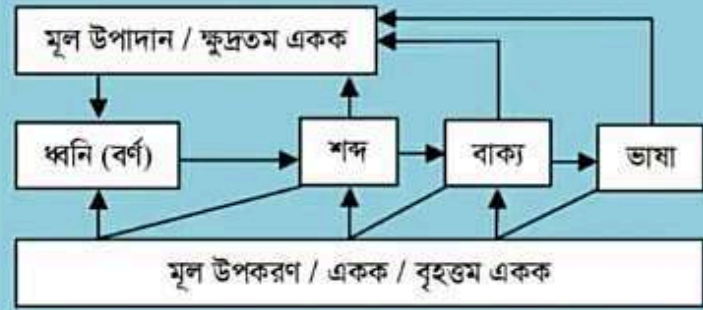 মূল উপাদান / ক্ষুদ্রতম একক
ধ্বনি (বর্ণ)
শব্দ
বাক্য
ভাষা
মূল উপকরণ / একক / বৃহত্তম একক